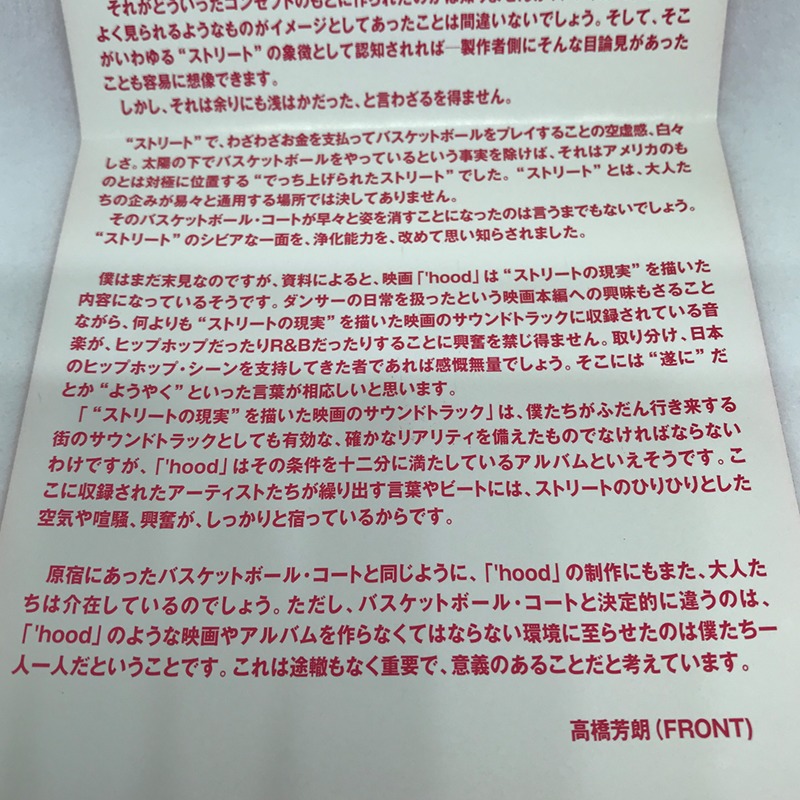 それがどういったコンセプトのもとに作られたのかは
よく見られるようなものがイメージとしてあったことは間違いないでしょう。そして、そこ
がいわゆる“ストリート”の象徴として認知されれば─製作者側にそんな目論見があった
ことも容易に想像できます。
しかし、それは余りにも浅はかだった、と言わざるを得ません。
“ストリート”で、わざわざお金を支払ってバスケットボールをプレイすることの空虚感、白々
しさ。太陽の下でバスケットボールをやっているという事実を除けば、それはアメリカのも
のとは対極に位置する“でっち上げられたストリート”でした。“ストリート”とは、大人た
ちの企みが易々と通用する場所では決してありません。
そのバスケットボール・コートが早々と姿を消すことになったのは言うまでもないでしょう。
“ストリート”のシビアな一面を、浄化能力を、改めて思い知らされました。
僕はまだ末見なのですが、資料によると、映画「'hood」は“ストリートの現実”を描いた
内容になっているそうです。ダンサーの日常を扱ったという映画本編への興味もさること
ながら、何よりも“ストリートの現実”を描いた映画のサウンドトラックに収録されている音
楽が、ヒップホップだったりR&Bだったりすることに興奮を禁じ得ません。取り分け、日本
のヒップホップ・シーンを支持してきた者であれば感慨無量でしょう。そこには“遂に”だ
とか“ようやく”といった言葉が相応しいと思います。
「“ストリートの現実”を描いた映画のサウンドトラック」は、僕たちがふだん行き来する
街のサウンドトラックとしても有効な、確かなリアリティを備えたものでなければならない
わけですが、「'hood」はその条件を十二分に満たしているアルバムといえそうです。こ
こに収録されたアーティストたちが繰り出す言葉やビートには、ストリートのひりひりとした
空気や喧騒、興奮が、しっかりと宿っているからです。
原宿にあったバスケットボール・コートと同じように、「'hood」の制作にもまた、大人た
ちは介在しているのでしょう。ただし、バスケットボール・コートと決定的に違うのは、
「'hood」のような映画やアルバムを作らなくてはならない環境に至らせたのは僕たち一
人一人だということです。これは途轍もなく重要で、意義のあることだと考えています。
高橋芳朗（FRONT）